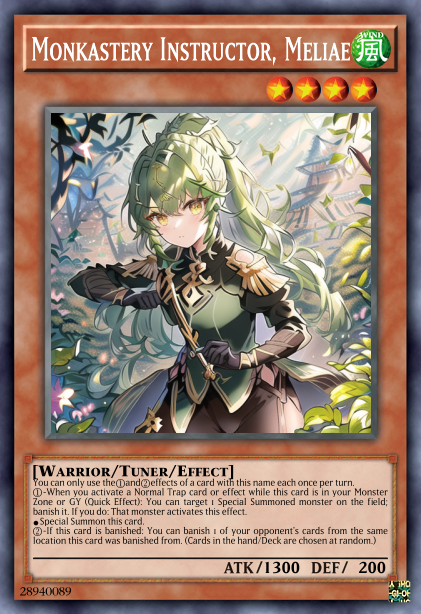 Monkastery Instructor, Meliae
WIND
風
[Warrior/Tuner/Effect]
You can only use the①and②effects of a card with this name each once per turn.
①-When you activate a Normal Trap card or effect while this card is in your Monster
Zone or GY (Quick Effect): You can target 1 Special Summoned monster on the field;
banish it. If you do: That monster activates this effect.
●Special Summon this card.
②-If this card is banished: You can banish 1 of your opponent's cards from the same
location this card was banished from. (Cards in the hand/Deck are chosen at random.)
ATK/1300 DEF/ 200
28940089